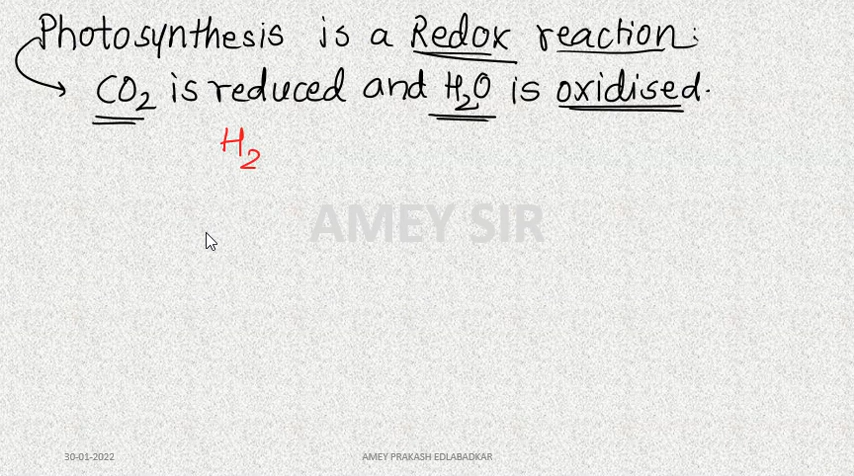 Photosynthesis is a Redox reaction:
CO₂ is reduced and H₂O is oxidised.
H₂
AMEY SIR
30-01-2022
AMEY PRAKASH EDLABADKAR